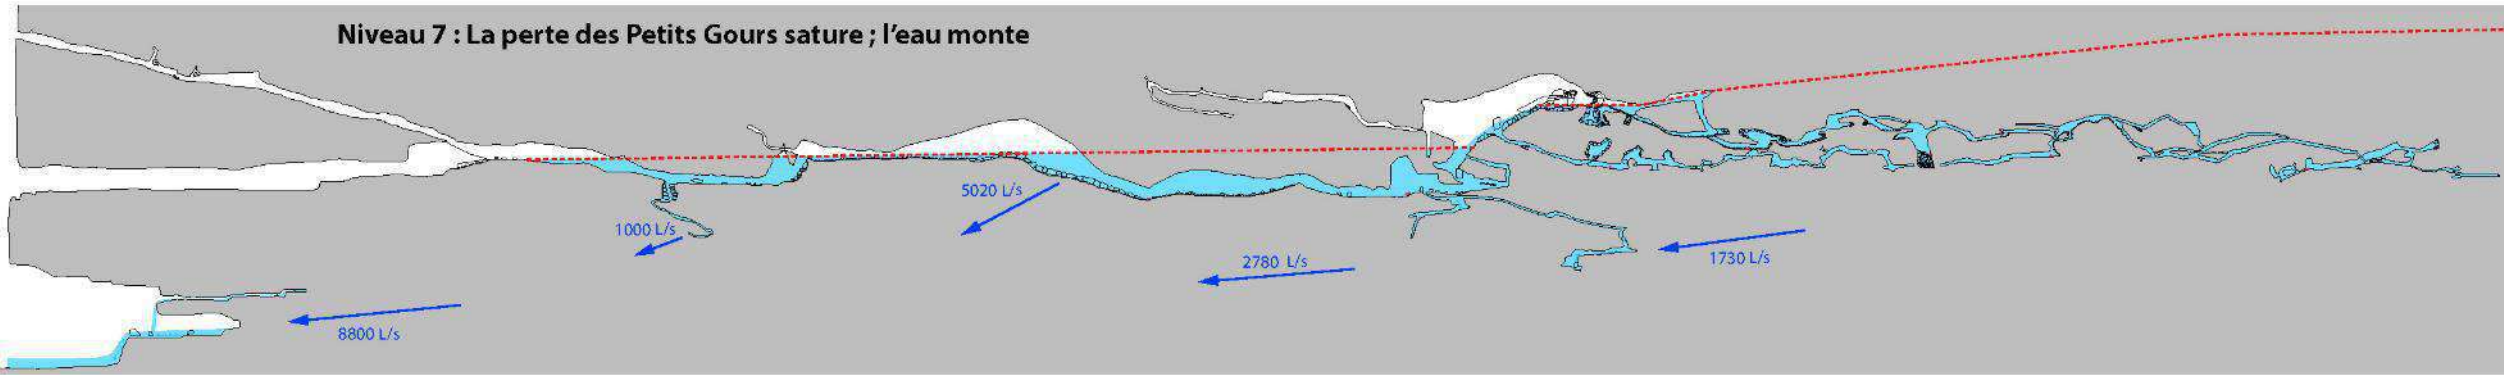 Niveau 7 : La perte des Petits Gours sature ; l'eau monte
5020 L/s
1000 L/s
2780 L/s
1730 L/s
8800 L/s